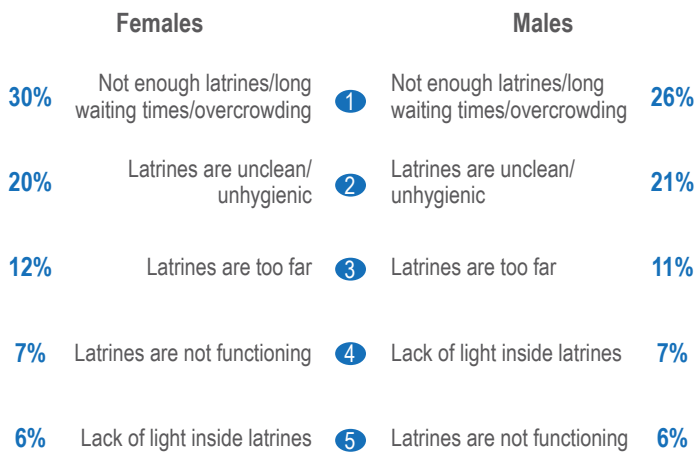 Females Males
30% Not enough latrines/long waiting times/overcrowding 1 Not enough latrines/long waiting times/overcrowding 26%
20% Latrines are unclean/ unhygienic 2 Latrines are unclean/ unhygienic 21%
12% Latrines are too far 3 Latrines are too far 11%
7% Latrines are not functioning 4 Lack of light inside latrines 7%
6% Lack of light inside latrines 5 Latrines are not functioning 6%